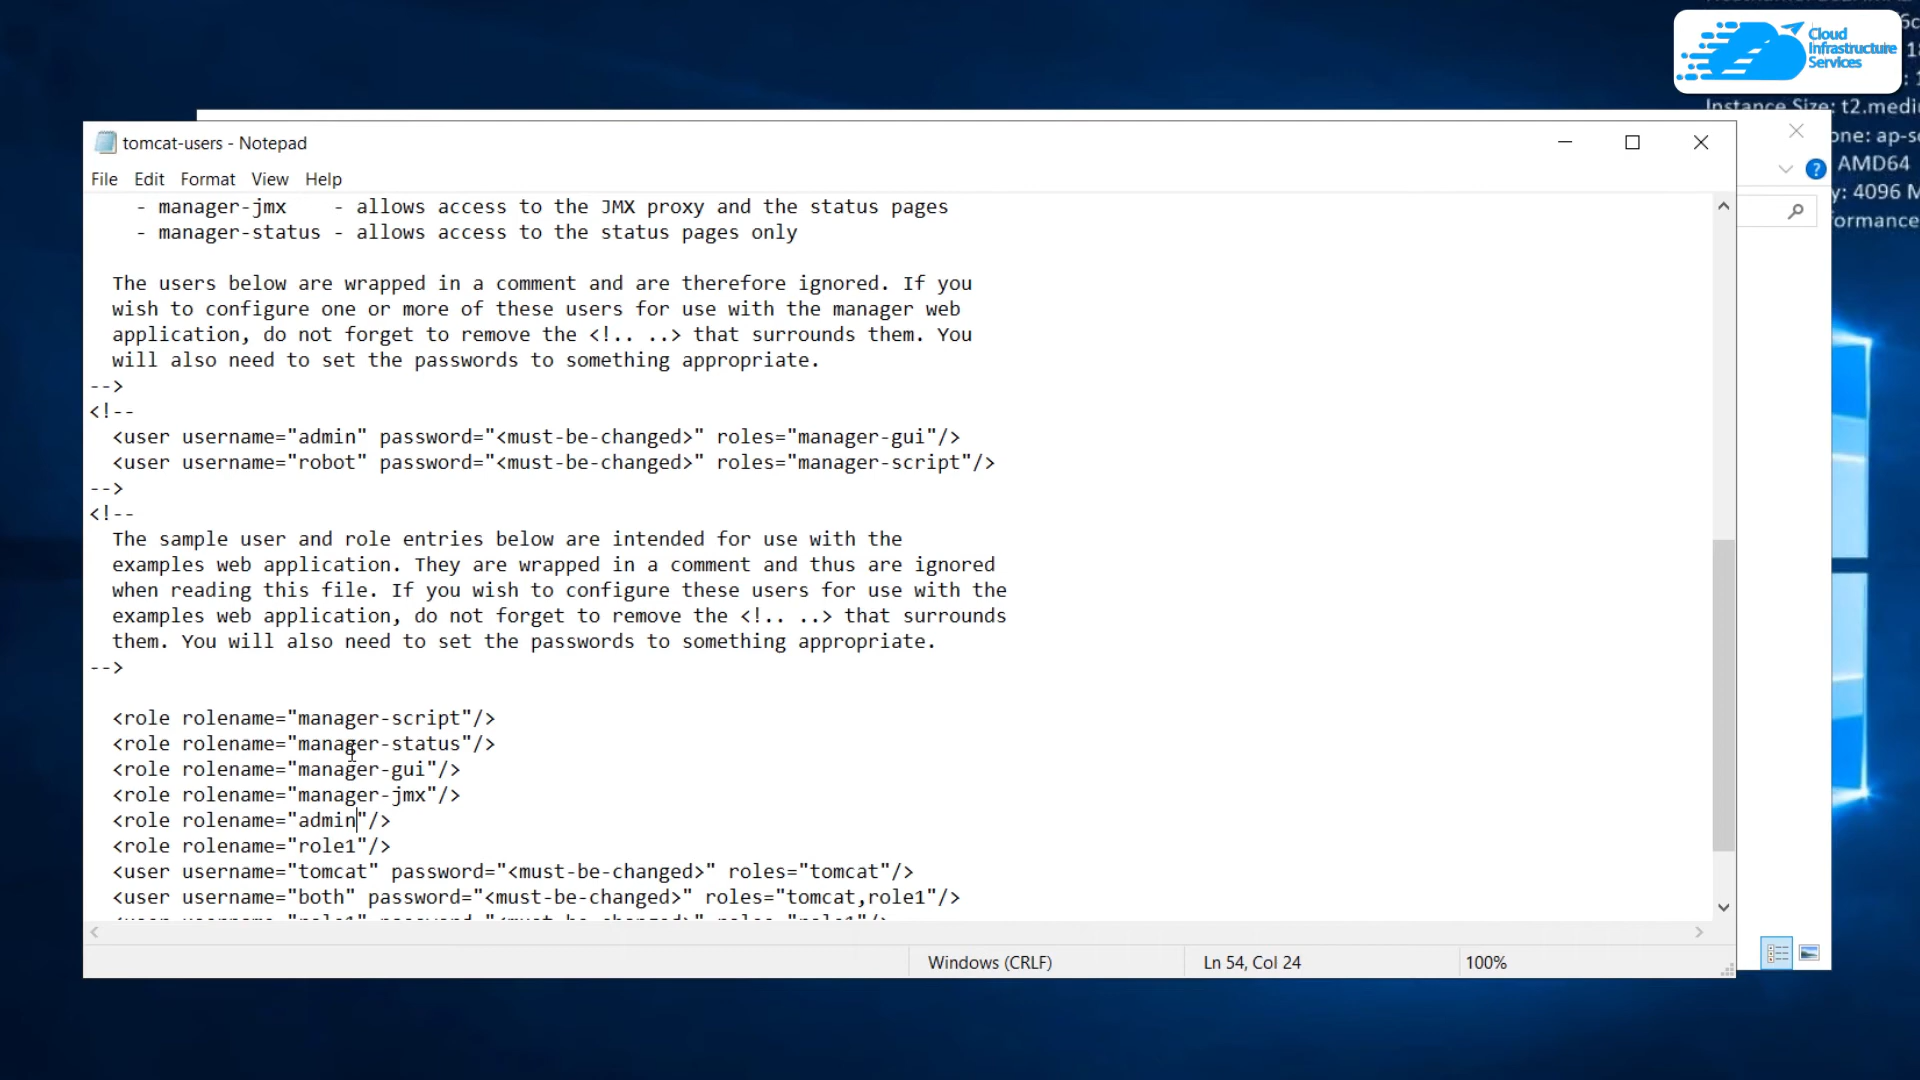 Cloud
Infrastructure
Services
Instance Size: t2.medi
one: ap-s
AMD64
y: 4096 M
formance
tomcat-users - Notepad
File Edit Format View Help
- manager-jmx    - allows access to the JMX proxy and the status pages
- manager-status - allows access to the status pages only
The users below are wrapped in a comment and are therefore ignored. If you
wish to configure one or more of these users for use with the manager web
application, do not forget to remove the <!.. ..> that surrounds them. You
will also need to set the passwords to something appropriate.
-->
<!--
<user username="admin" password="<must-be-changed>" roles="manager-gui"/>
<user username="robot" password="<must-be-changed>" roles="manager-script"/>
-->
<!--
The sample user and role entries below are intended for use with the
examples web application. They are wrapped in a comment and thus are ignored
when reading this file. If you wish to configure these users for use with the
examples web application, do not forget to remove the <!.. ..> that surrounds
them. You will also need to set the passwords to something appropriate.
-->
<role rolename="manager-script"/>
<role rolename="manager-status"/>
<role rolename="manager-gui"/>
<role rolename="manager-jmx"/>
<role rolename="admin"/>
<role rolename="role1"/>
<user username="tomcat" password="<must-be-changed>" roles="tomcat"/>
<user username="both" password="<must-be-changed>" roles="tomcat,role1"/>
<user username="role1" password="<must-be-changed>" roles="role1"/>
Windows (CRLF)
Ln 54, Col 24
100%